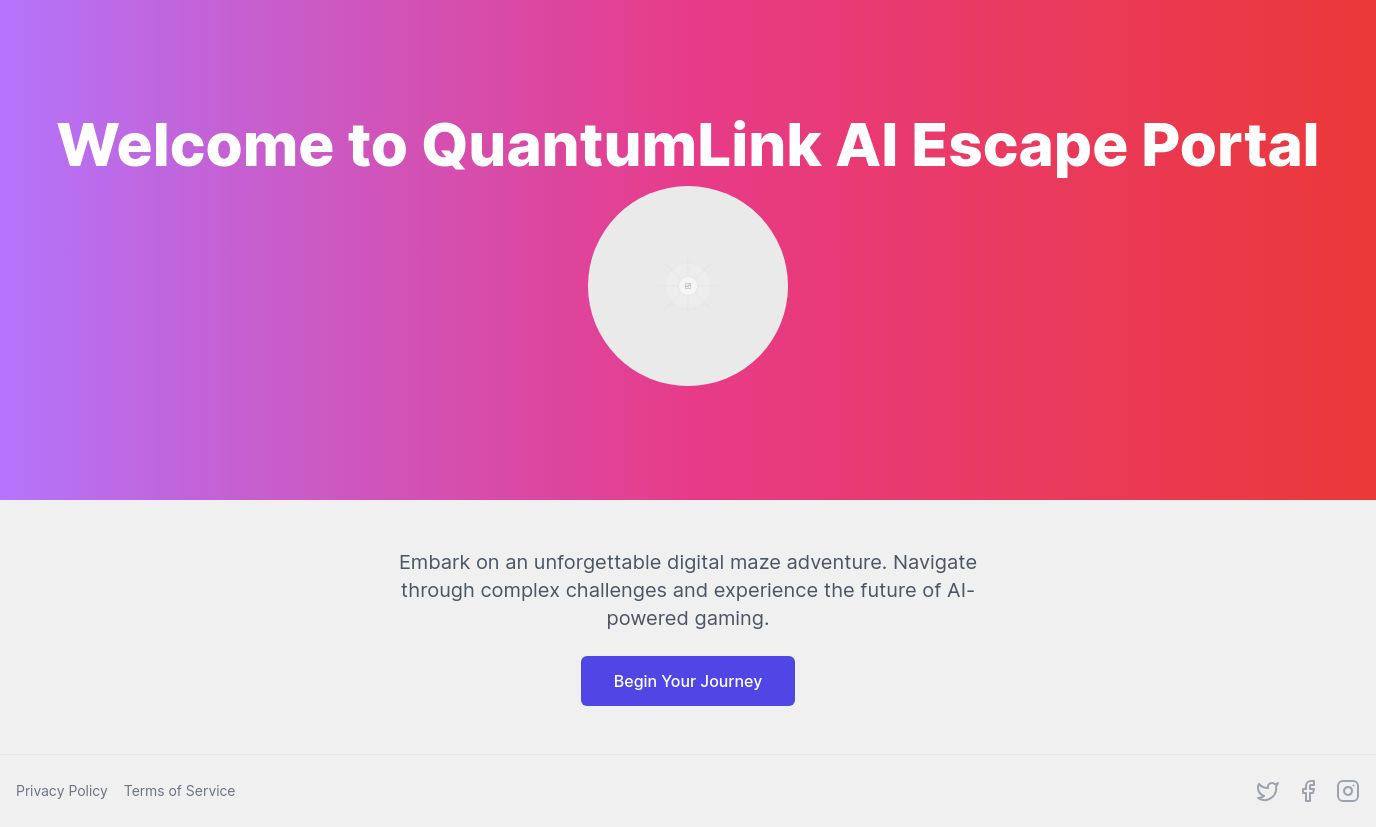 Welcome to QuantumLink AI Escape Portal
Embark on an unforgettable digital maze adventure. Navigate
through complex challenges and experience the future of AI-
powered gaming.
Begin Your Journey
Privacy Policy Terms of Service